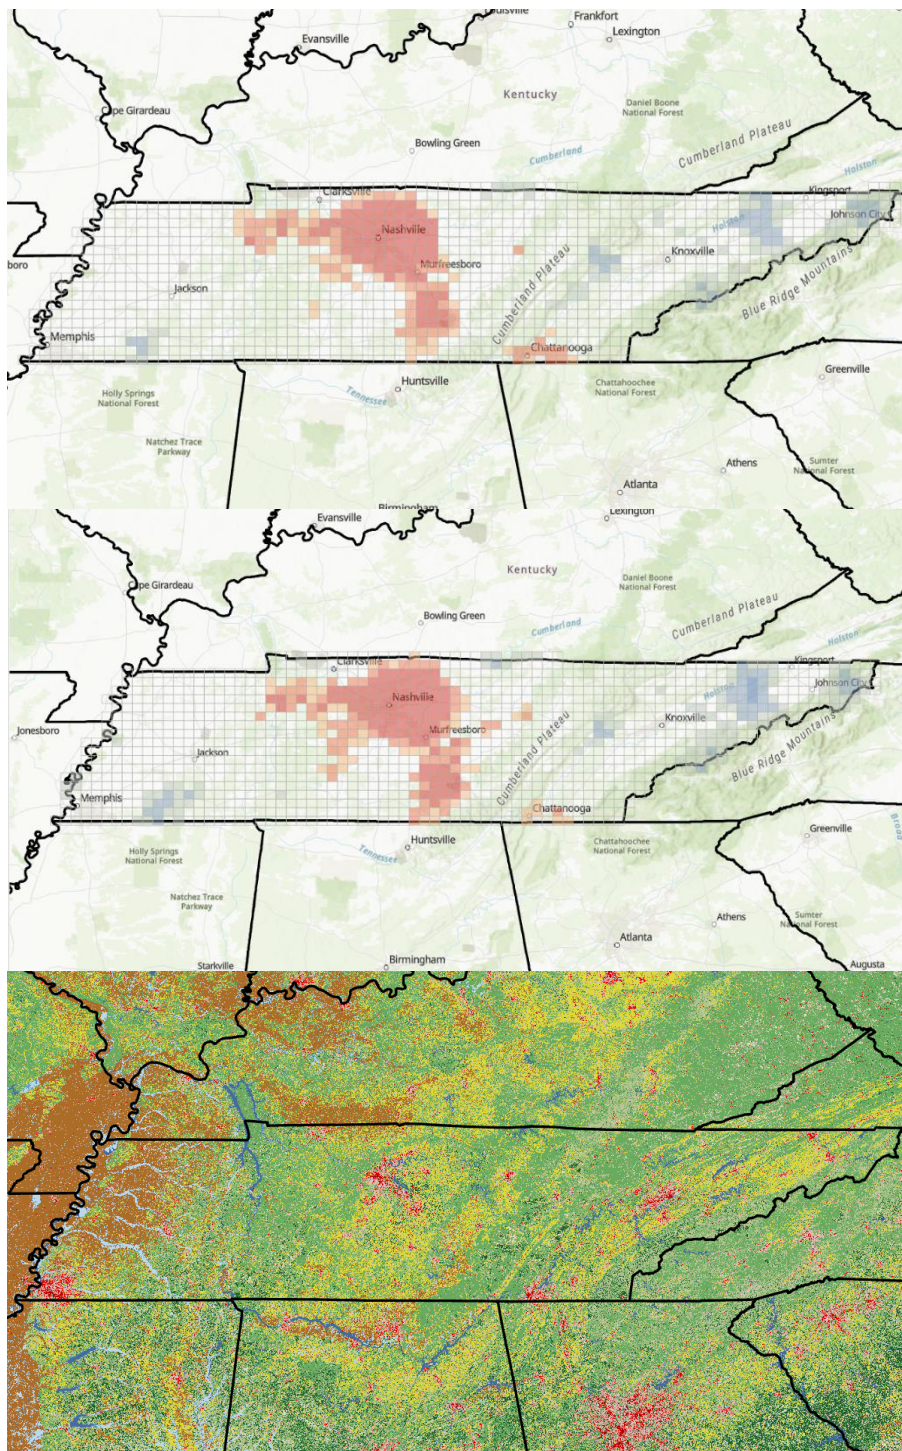 Louisville
Frankfort
Lexington
Evansville
Kentucky
Daniel Boone
National Forest
Cape Girardeau
Cumberland Plateau
Bowling Green
Cumberland
Holston
Kingsport
Clarksville
Johnson City
Holston
Nashville
Knoxville
Murfreesboro
boro
Cumberland Plateau
Blue Ridge Mountains
Jackson
Memphis
Chattanooga
Greenville
Huntsville
Chattahoochee
National Forest
Tennessee
Holly Springs
National Forest
Natchez Trace
Parkway
Athens
Sumter
National Forest
Atlanta
Birmingham
Lexington
Evansville
Kentucky
Daniel Boone
National Forest
Cape Girardeau
Cumberland Plateau
Bowling Green
Cumberland
Holston
Kingsport
Clarksville
Johnson City
Holston
Nashville
Knoxville
Jonesboro
Murfreesboro
Cumberland Plateau
Blue Ridge Mountains
Jackson
Memphis
Chattanooga
Greenville
Broad
Huntsville
Chattahoochee
National Forest
Tennessee
Holly Springs
National Forest
Natchez Trace
Parkway
Athens
Sumter
National Forest
Atlanta
Starkville
Birmingham
Augusta